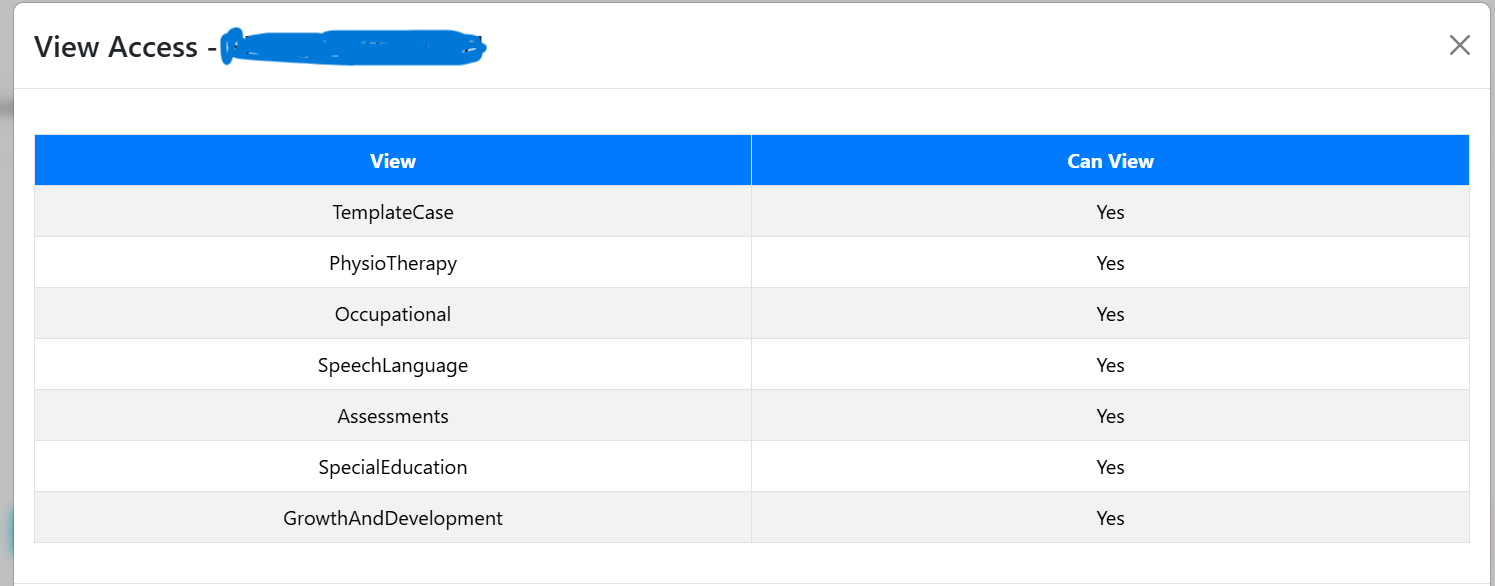 View Access -
View Can View
TemplateCase Yes
PhysioTherapy Yes
Occupational Yes
SpeechLanguage Yes
Assessments Yes
SpecialEducation Yes
GrowthAndDevelopment Yes